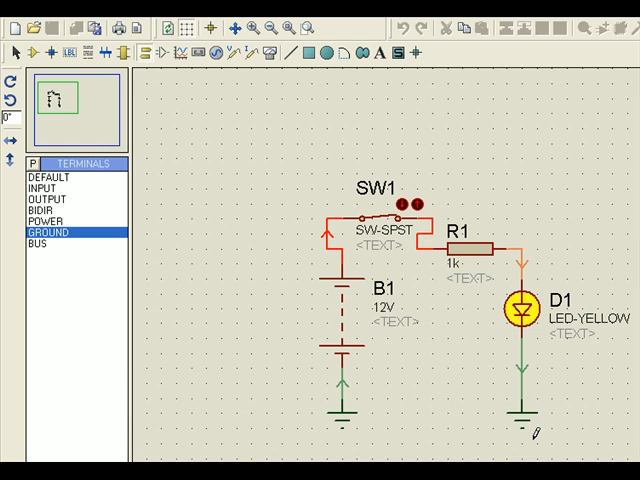 LBL
A
S
0°
P TERMINALS
DEFAULT
INPUT
OUTPUT
BIDIR
POWER
GROUND
BUS
SW1
SW-SPST
<TEXT>
R1
1k
<TEXT>
B1
12V
<TEXT>
D1
LED-YELLOW
<TEXT>